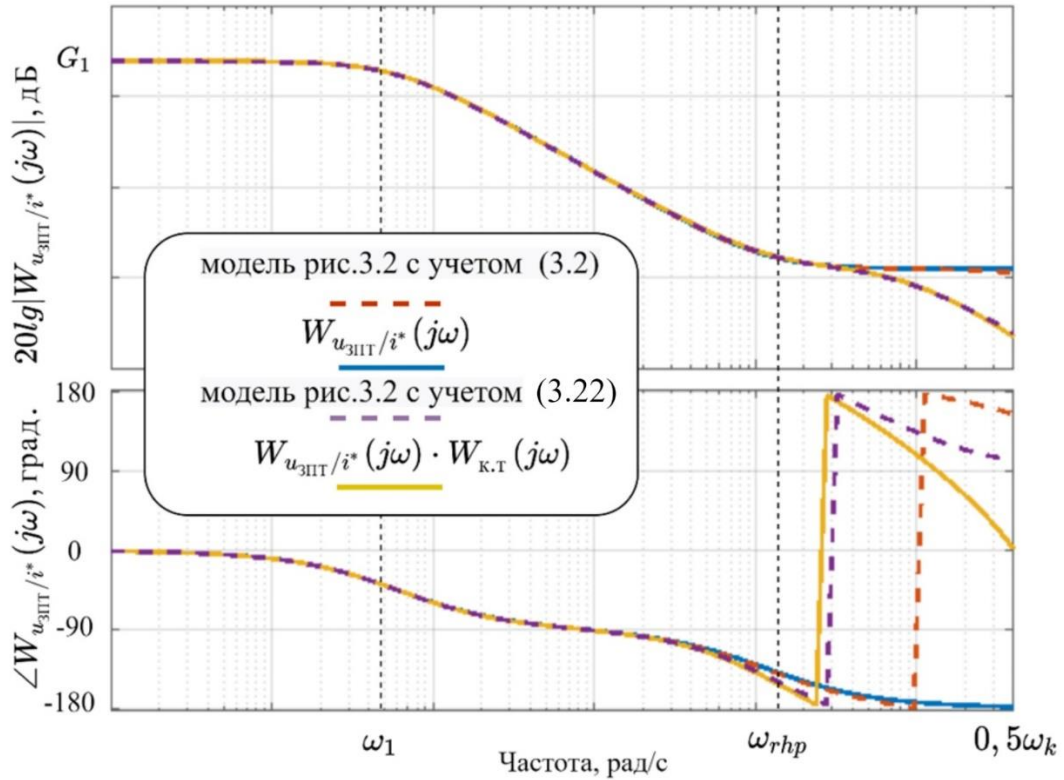 20lg|W_{u_{ЗПТ}/i*}(jω)|, дБ
G₁
модель рис.3.2 с учетом (3.2)
W_{u_{ЗПТ}/i*}(jω)
модель рис.3.2 с учетом (3.22)
W_{u_{ЗПТ}/i*}(jω) · W_{к.т}(jω)
∠W_{u_{ЗПТ}/i*}(jω), град.
180
90
0
-90
-180
ω₁
ω_{rhp}
0,5ω_k
Частота, рад/с